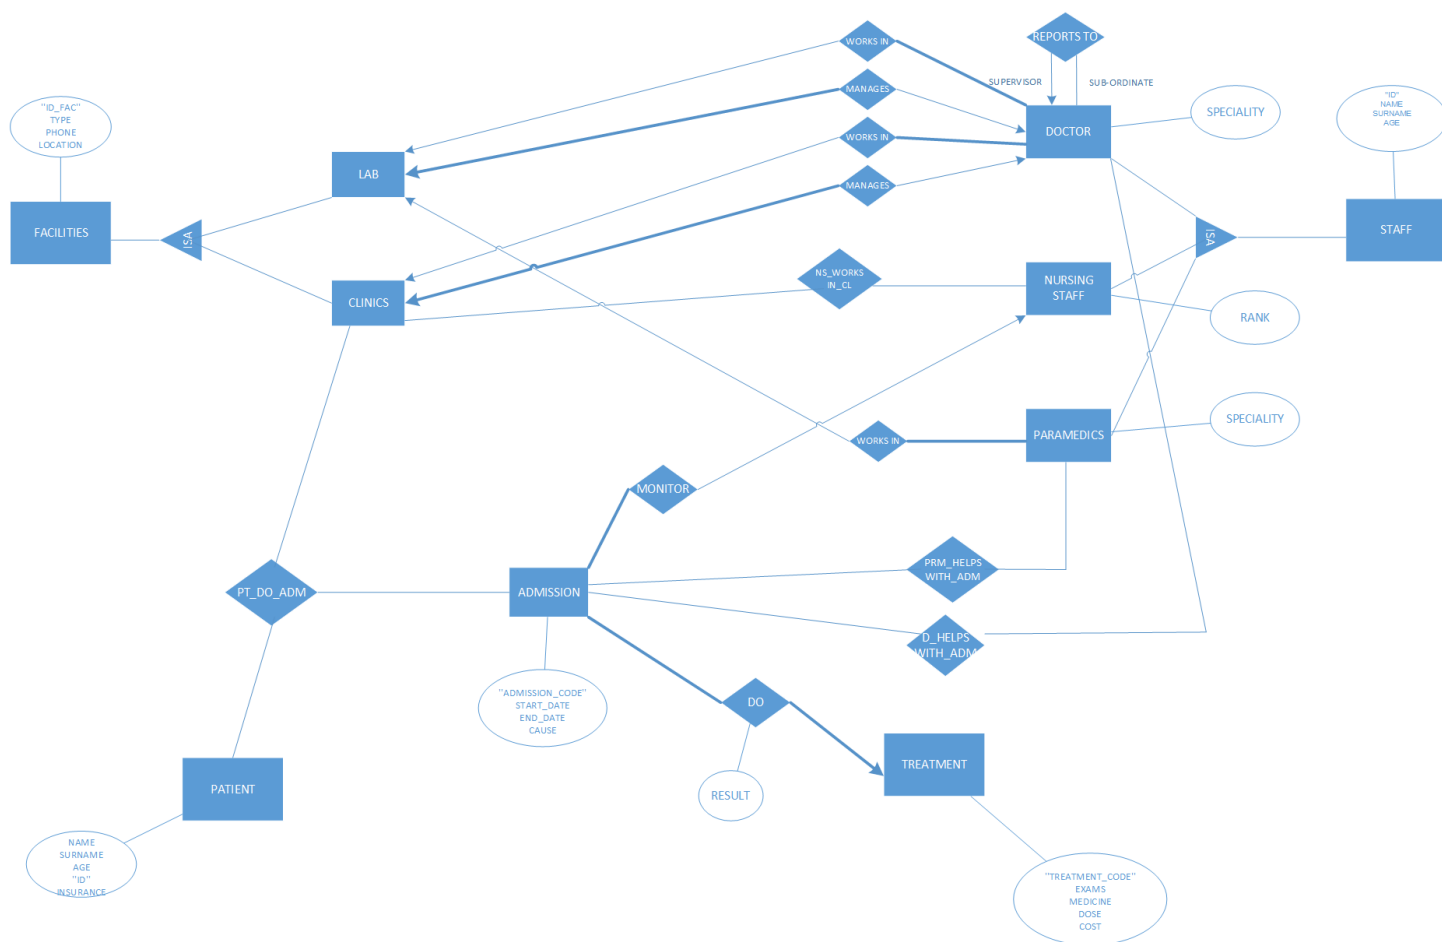 WORKS IN
REPORTS TO
SUPERVISOR
SUB-ORDINATE
MANAGES
"ID_FAC"
TYPE
PHONE
LOCATION
SPECIALITY
"ID"
NAME
SURNAME
AGE
DOCTOR
WORKS IN
LAB
MANAGES
FACILITIES
ISA
ISA
STAFF
CLINICS
NS_WORKS
IN_CL
NURSING
STAFF
RANK
SPECIALITY
WORKS IN
PARAMEDICS
MONITOR
PRM_HELPS
WITH_ADM
PT_DO_ADM
ADMISSION
D_HELPS
WITH_ADM
"ADMISSION_CODE"
START_DATE
END_DATE
CAUSE
DO
TREATMENT
PATIENT
RESULT
NAME
SURNAME
AGE
"ID"
INSURANCE
"TREATMENT_CODE"
EXAMS
MEDICINE
DOSE
COST